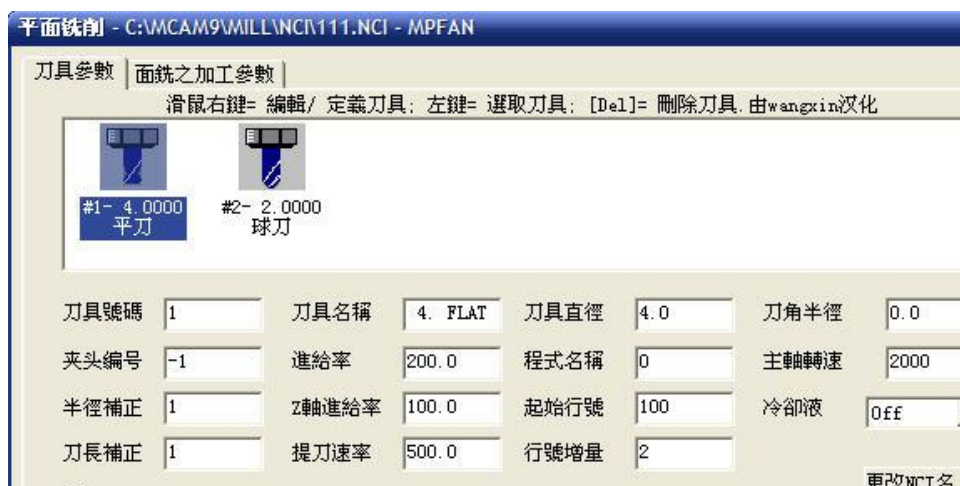 平面铣削 - C:\MCAM9\MILL\NCI\111.NCI - MPFAN
刀具參數 面銑之加工參數
滑鼠右鍵= 編輯/ 定義刀具; 左鍵= 選取刀具; [Del]= 刪除刀具.由wangxin汉化
#1- 4.0000 #2- 2.0000
平刀 球刀
刀具號碼 1 刀具名稱 4. FLAT 刀具直徑 4.0 刀角半徑 0.0
夹头编号 -1 進給率 200.0 程式名稱 0 主軸轉速 2000
半徑補正 1 Z軸進給率 100.0 起始行號 100 冷卻液 Off
刀長補正 1 提刀速率 500.0 行號增量 2
更改NCI名